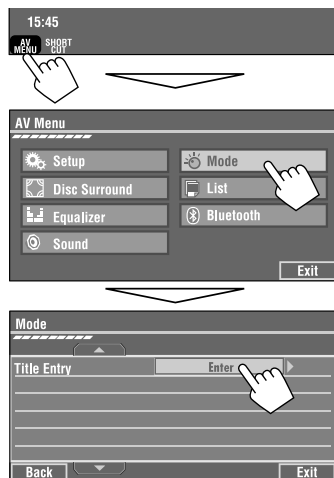 15:45
AV MENU SHORT CUT
AV Menu
Setup
Mode
Disc Surround
List
Equalizer
Bluetooth
Sound
Exit
Mode
Title Entry
Enter
Back
Exit